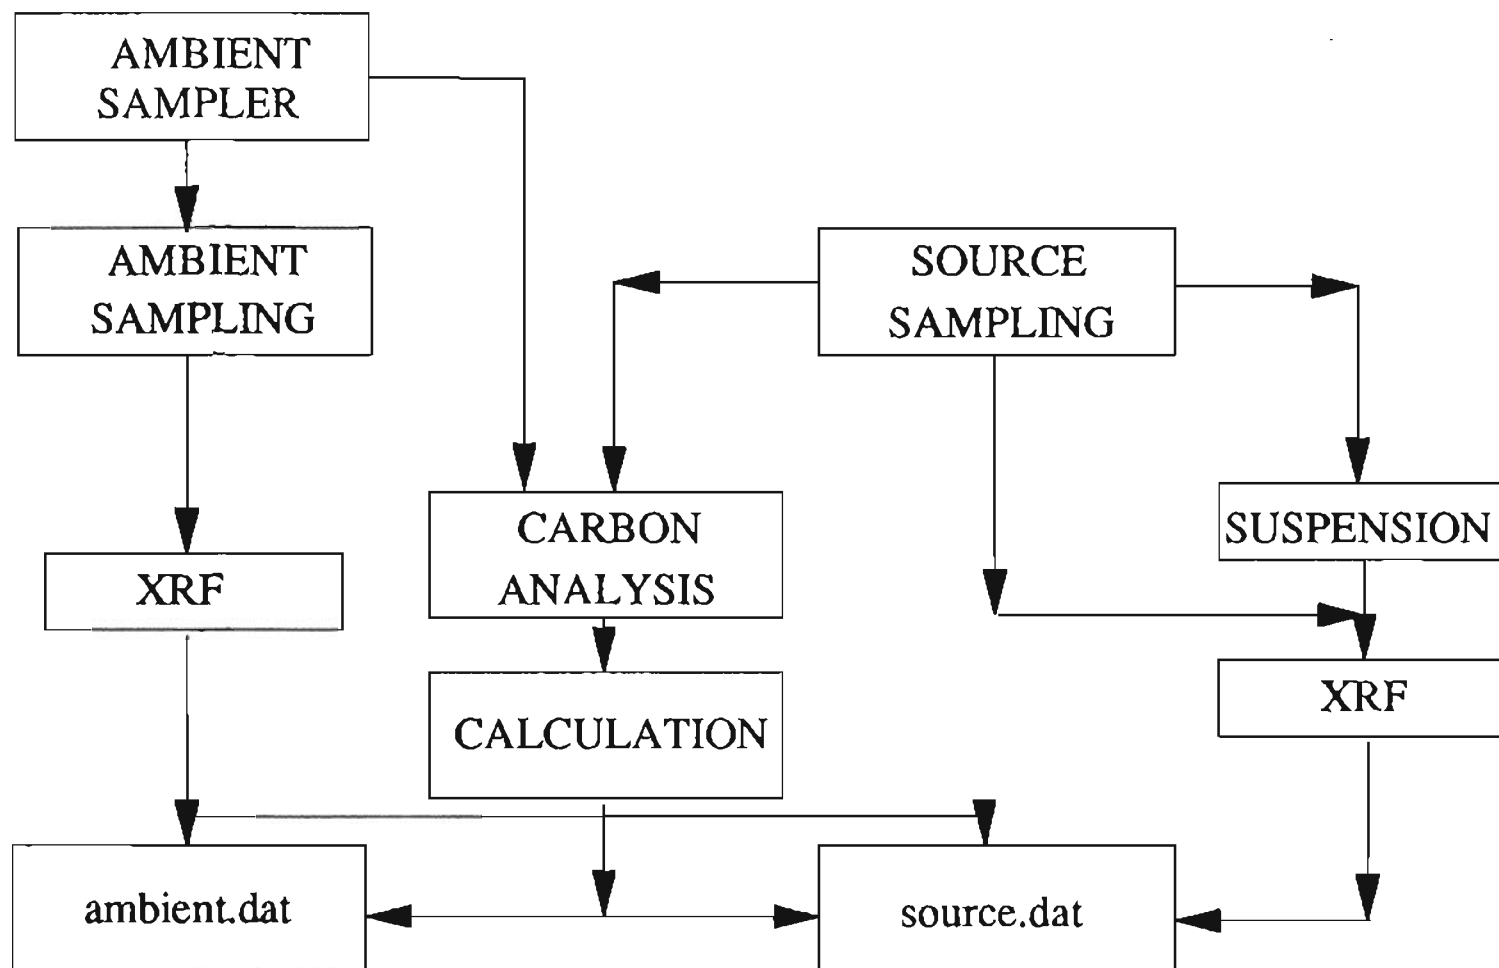 AMBIENT
SAMPLER
AMBIENT
SAMPLING
SOURCE
SAMPLING
CARBON
ANALYSIS
SUSPENSION
XRF
CALCULATION
XRF
ambient.dat
source.dat